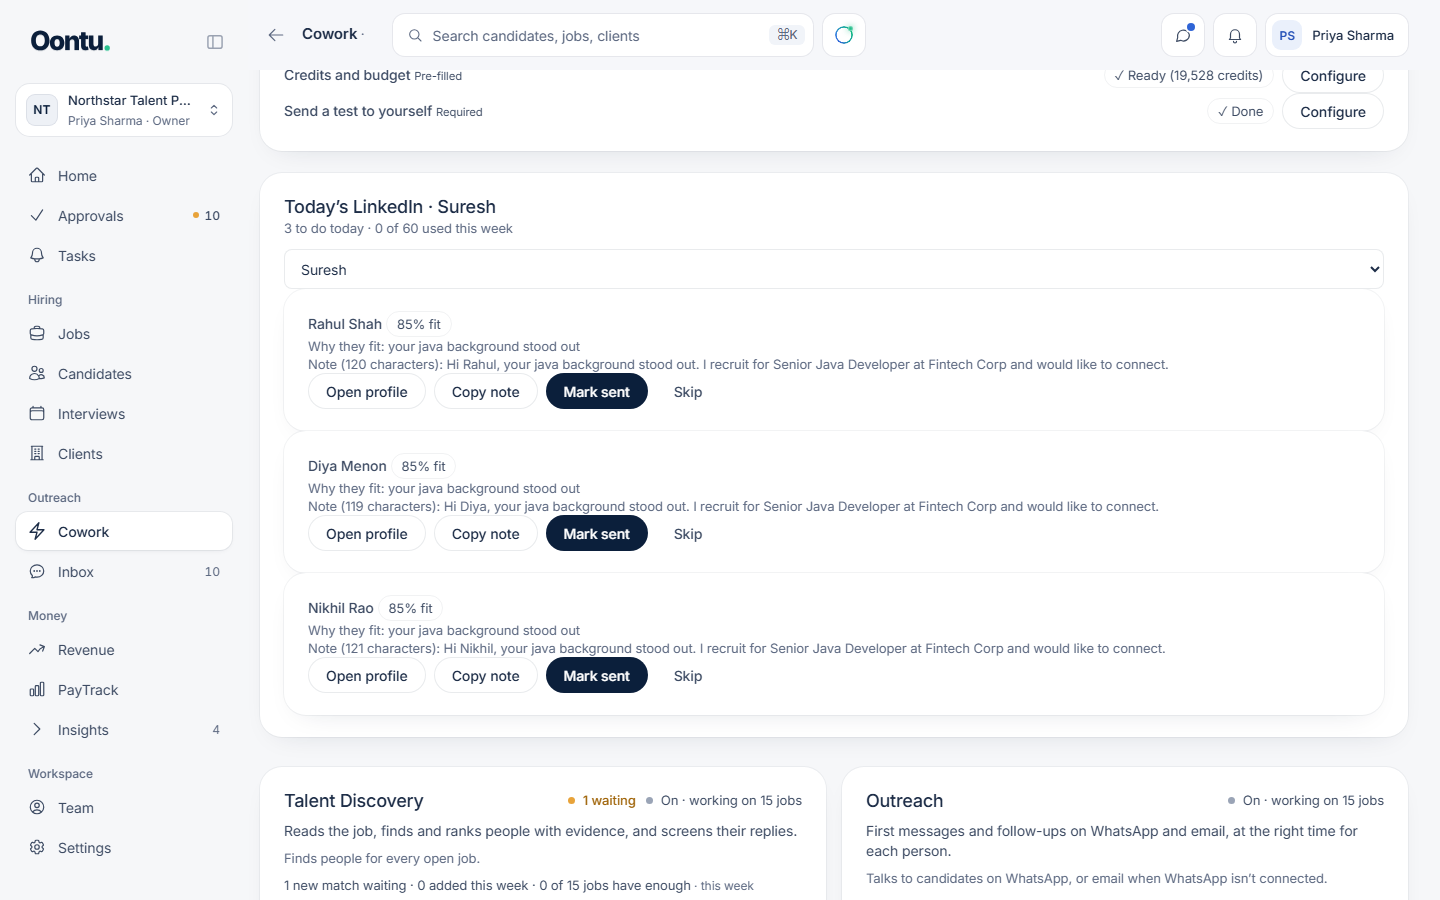 Oontu.
Cowork ·
Search candidates, jobs, clients
⌘K
PS
Priya Sharma
NT
Northstar Talent P...
Priya Sharma · Owner
Home
Approvals
10
Tasks
Hiring
Jobs
Candidates
Interviews
Clients
Outreach
Cowork
Inbox
10
Money
Revenue
PayTrack
Insights
4
Workspace
Team
Settings
Credits and budget Pre-filled
✓ Ready (19,528 credits)
Configure
Send a test to yourself Required
✓ Done
Configure
Today’s LinkedIn · Suresh
3 to do today · 0 of 60 used this week
Suresh
Rahul Shah 85% fit
Why they fit: your java background stood out
Note (120 characters): Hi Rahul, your java background stood out. I recruit for Senior Java Developer at Fintech Corp and would like to connect.
Open profile Copy note Mark sent Skip
Diya Menon 85% fit
Why they fit: your java background stood out
Note (119 characters): Hi Diya, your java background stood out. I recruit for Senior Java Developer at Fintech Corp and would like to connect.
Open profile Copy note Mark sent Skip
Nikhil Rao 85% fit
Why they fit: your java background stood out
Note (121 characters): Hi Nikhil, your java background stood out. I recruit for Senior Java Developer at Fintech Corp and would like to connect.
Open profile Copy note Mark sent Skip
Talent Discovery
1 waiting
On · working on 15 jobs
Reads the job, finds and ranks people with evidence, and screens their replies.
Finds people for every open job.
1 new match waiting · 0 added this week · 0 of 15 jobs have enough · this week
Outreach
On · working on 15 jobs
First messages and follow-ups on WhatsApp and email, at the right time for
each person.
Talks to candidates on WhatsApp, or email when WhatsApp isn’t connected.